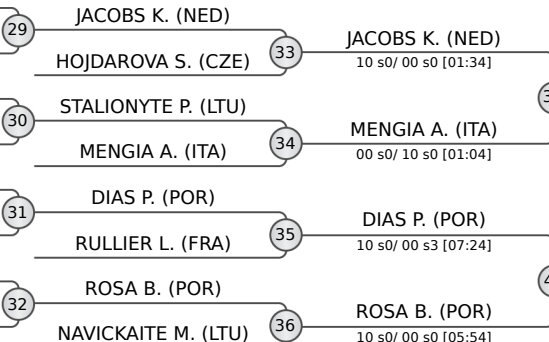 JACOBS K. (NED)
29
HOJDAROVA S. (CZE)
33
JACOBS K. (NED)
10 s0/ 00 s0 [01:34]
STALIONYTE P. (LTU)
30
MENGIA A. (ITA)
34
MENGIA A. (ITA)
00 s0/ 10 s0 [01:04]
DIAS P. (POR)
31
RULLIER L. (FRA)
35
DIAS P. (POR)
10 s0/ 00 s3 [07:24]
ROSA B. (POR)
32
NAVICKAITE M. (LTU)
36
ROSA B. (POR)
10 s0/ 00 s0 [05:54]